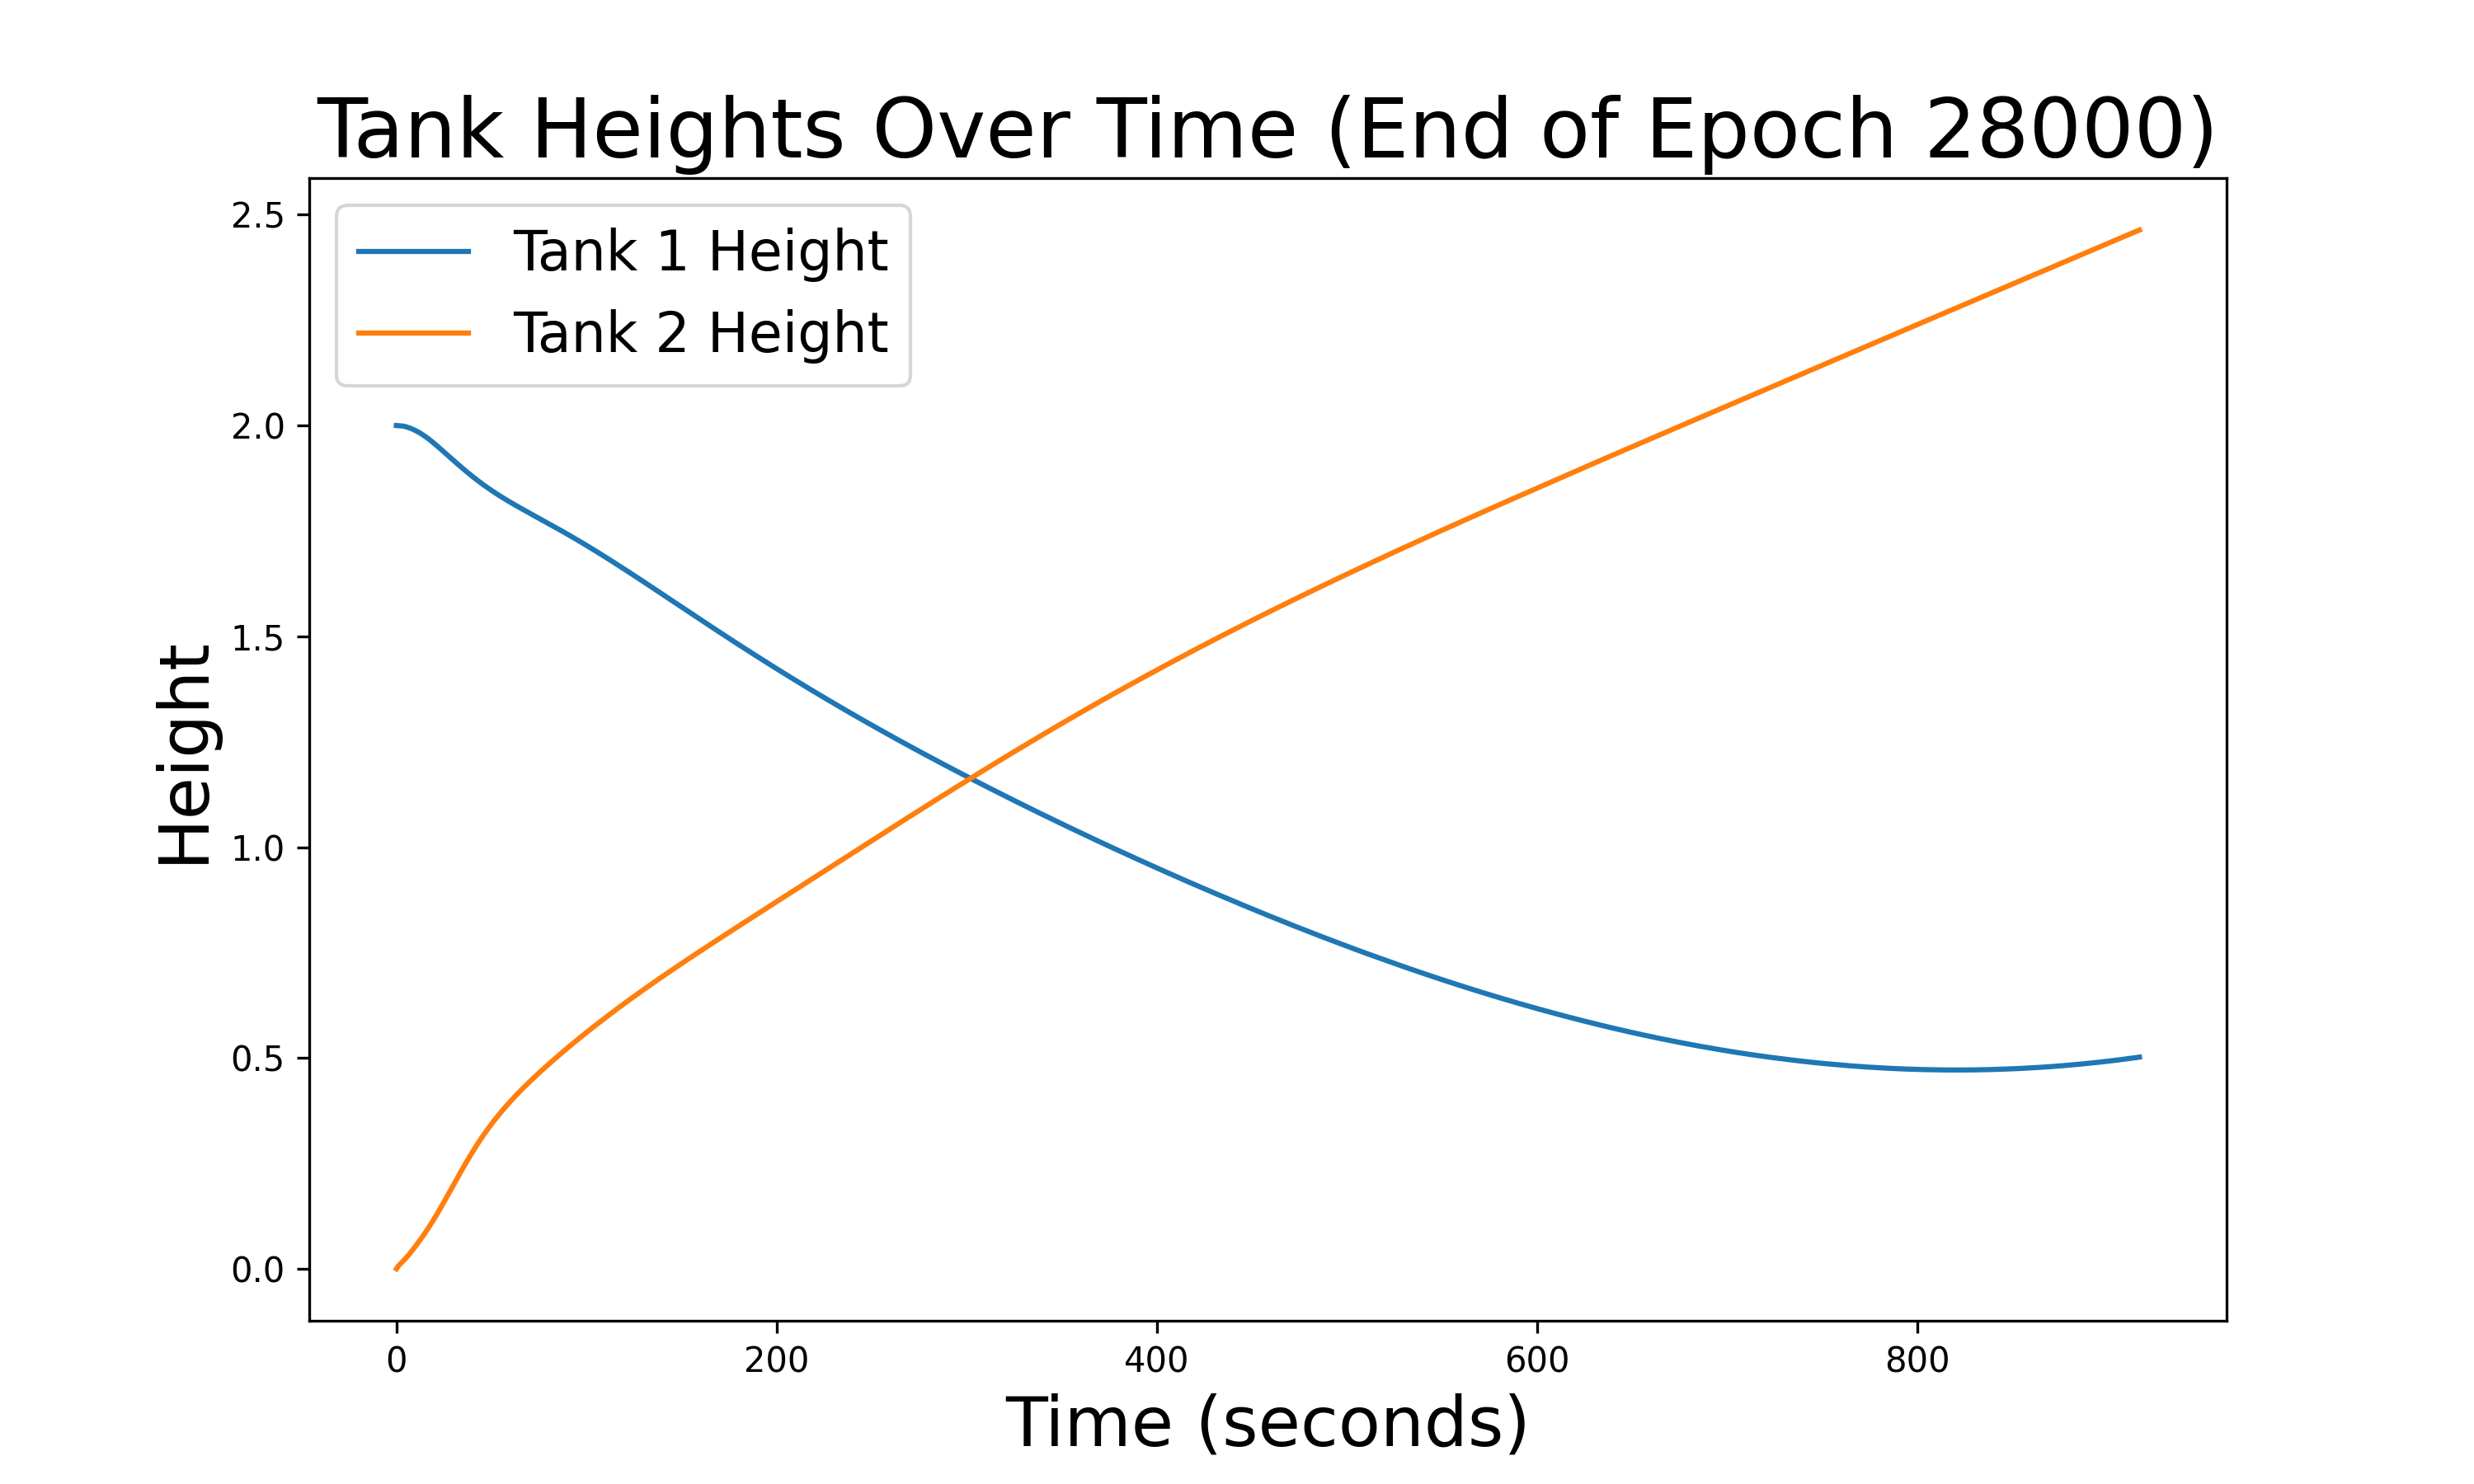 Tank Heights Over Time (End of Epoch 28000)
Tank 1 Height
Tank 2 Height
Height
2.5
2.0
1.5
1.0
0.5
0.0
0 200 400 600 800
Time (seconds)